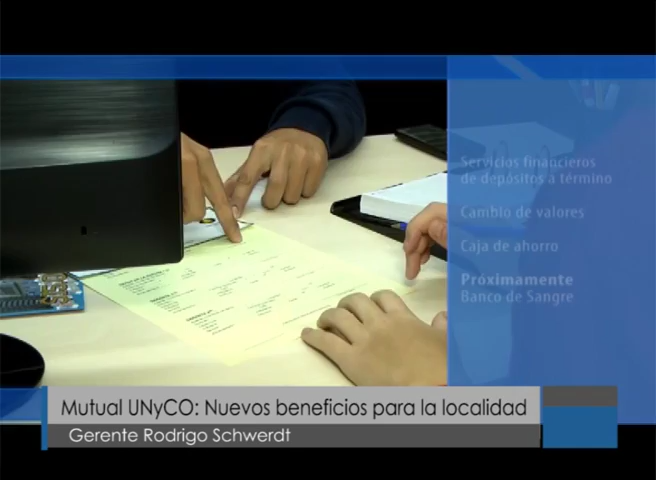 Servicios financieros
de depósitos a término
Cambio de valores
Caja de ahorro
Próximamente
Banco de Sangre
Mutual UNyCO: Nuevos beneficios para la localidad
Gerente Rodrigo Schwerdt